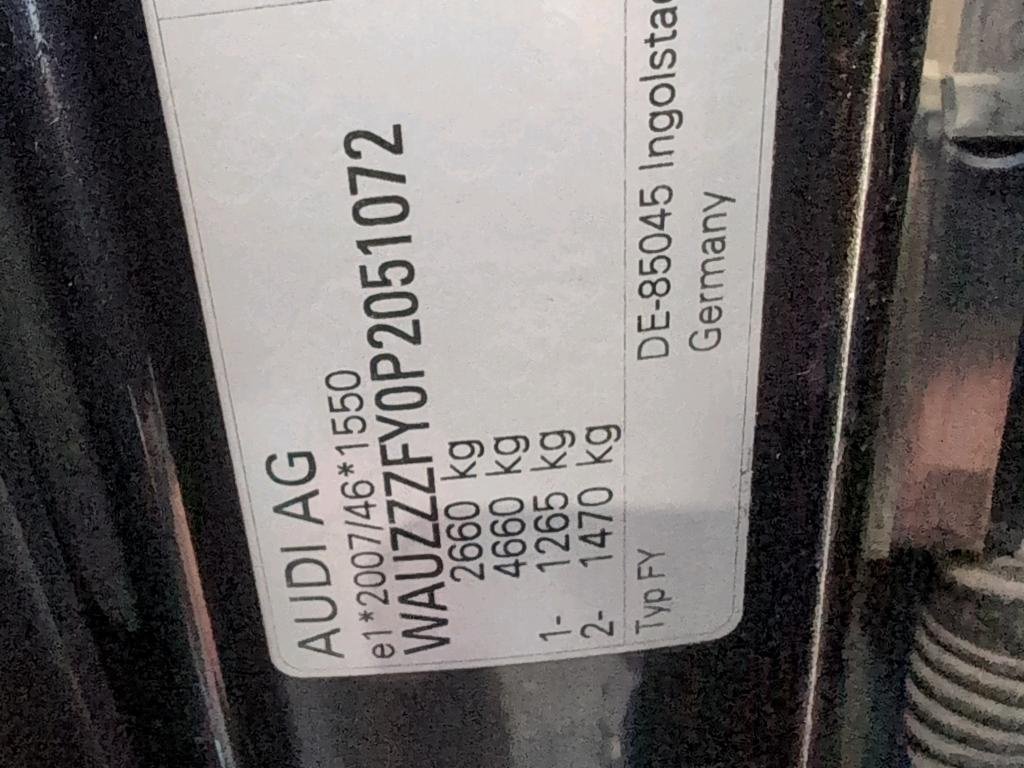 AUDI AG
e1*2007/46*1550
WAUZZZFY0P2051072
2660 kg
4660 kg
1- 1265 kg
2- 1470 kg
Typ FY DE-85045
Germany